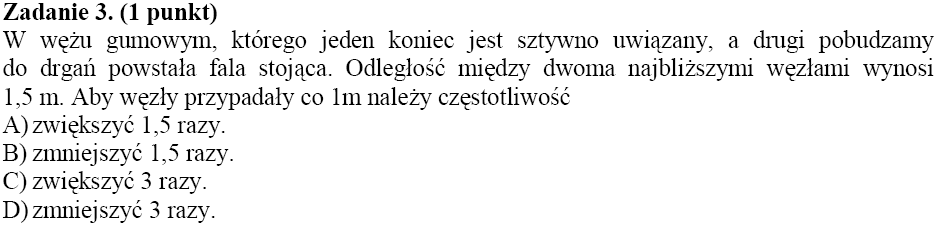 Zadanie 3. (1 punkt)
W wężu gumowym, którego jeden koniec jest sztywno uwiązany, a drugi pobudzamy
do drgań powstała fala stojąca. Odległość między dwoma najbliższymi węzłami wynosi
1,5 m. Aby węzły przypadały co 1m należy częstotliwość
A) zwiększyć 1,5 razy.
B) zmniejszyć 1,5 razy.
C) zwiększyć 3 razy.
D) zmniejszyć 3 razy.